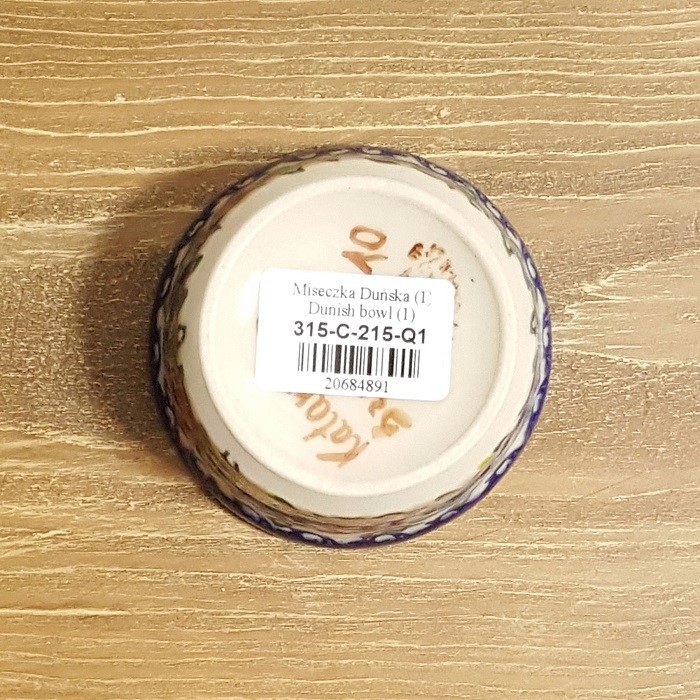 Miseczka Duńska (1)
Dunish bowl (1)
315-C-215-Q1
20684891